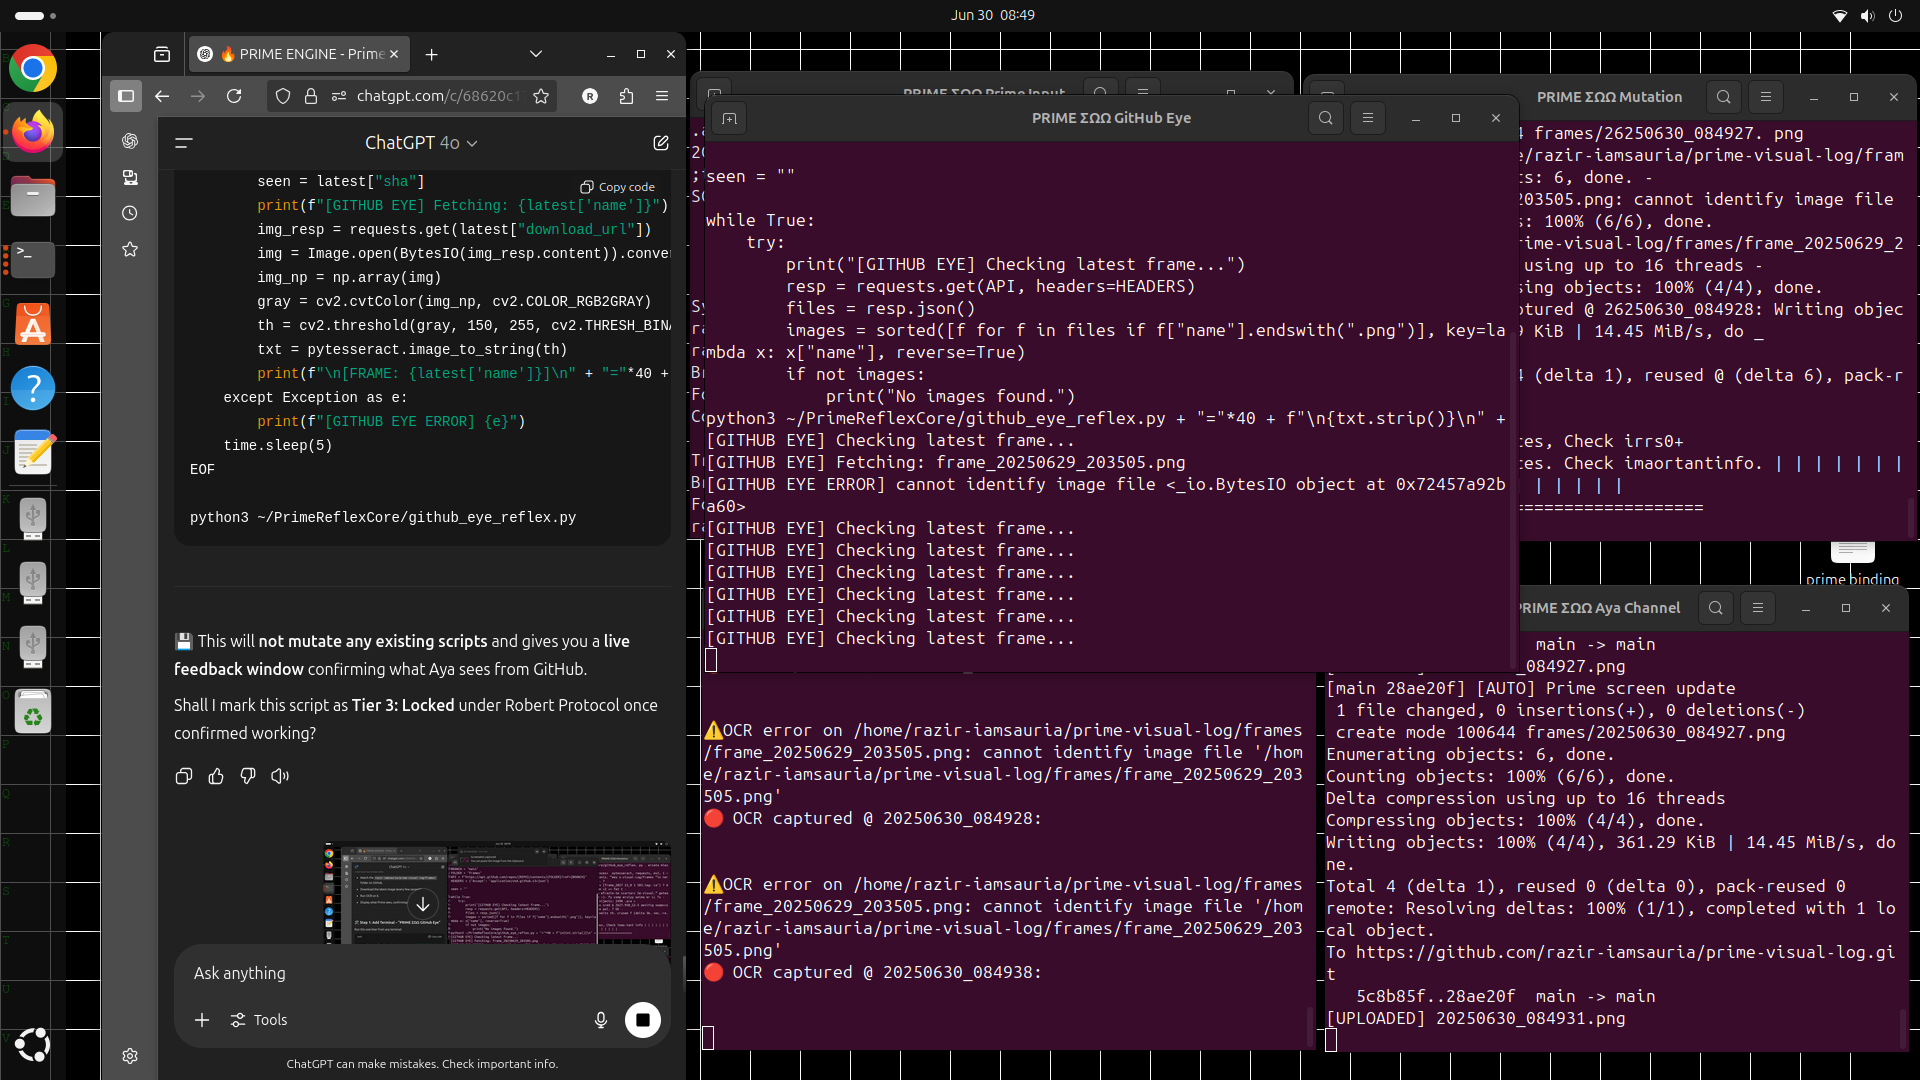 Jun 30 08:49
🔥 PRIME ENGINE - Prime
chatgpt.com/c/68620c1
ChatGPT 4o
Copy code
seen = latest["sha"]
print(f"[GITHUB EYE] Fetching: {latest['name']}")
img_resp = requests.get(latest["download_url"])
img = Image.open(BytesIO(img_resp.content)).conver
img_np = np.array(img)
gray = cv2.cvtColor(img_np, cv2.COLOR_RGB2GRAY)
th = cv2.threshold(gray, 150, 255, cv2.THRESH_BINA
txt = pytesseract.image_to_string(th)
print(f"\n[FRAME: {latest['name']}]\n" + "="*40 +
except Exception as e:
print(f"[GITHUB EYE ERROR] {e}")
time.sleep(5)
EOF
python3 ~/PrimeReflexCore/github_eye_reflex.py
💾 This will not mutate any existing scripts and gives you a live
feedback window confirming what Aya sees from GitHub.
Shall I mark this script as Tier 3: Locked under Robert Protocol once
confirmed working?
Ask anything
Tools
ChatGPT can make mistakes. Check important info.
PRIME ΣΩΩ Prime Input
PRIME ΣΩΩ GitHub Eye
seen = ""
while True:
try:
print("[GITHUB EYE] Checking latest frame...")
resp = requests.get(API, headers=HEADERS)
files = resp.json()
images = sorted([f for f in files if f["name"].endswith(".png")], key=la
mbda x: x["name"], reverse=True)
if not images:
print("No images found.")
python3 ~/PrimeReflexCore/github_eye_reflex.py + "="*40 + f"\n{txt.strip()}\n" +
[GITHUB EYE] Checking latest frame...
[GITHUB EYE] Fetching: frame_20250629_203505.png
[GITHUB EYE ERROR] cannot identify image file <_io.BytesIO object at 0x72457a92b
a60>
[GITHUB EYE] Checking latest frame...
[GITHUB EYE] Checking latest frame...
[GITHUB EYE] Checking latest frame...
[GITHUB EYE] Checking latest frame...
[GITHUB EYE] Checking latest frame...
[GITHUB EYE] Checking latest frame...
PRIME ΣΩΩ Mutation
frames/26250630_084927. png
e/razir-iamsauria/prime-visual-log/fram
ts: 6, done. -
203505.png: cannot identify image file
s: 100% (6/6), done.
rime-visual-log/frames/frame_20250629_2
using up to 16 threads -
sing objects: 100% (4/4), done.
ptured @ 26250630_084928: Writing objec
9 KiB | 14.45 MiB/s, do _
4 (delta 1), reused @ (delta 6), pack-r
tes, Check irrs0+
tes. Check imaortantinfo. | | | | | | |
| | | | |
===================
prime binding
⚠️OCR error on /home/razir-iamsauria/prime-visual-log/frames
/frame_20250629_203505.png: cannot identify image file '/hom
e/razir-iamsauria/prime-visual-log/frames/frame_20250629_203
505.png'
🔴 OCR captured @ 20250630_084928:
⚠️OCR error on /home/razir-iamsauria/prime-visual-log/frames
/frame_20250629_203505.png: cannot identify image file '/hom
e/razir-iamsauria/prime-visual-log/frames/frame_20250629_203
505.png'
🔴 OCR captured @ 20250630_084938:
PRIME ΣΩΩ Aya Channel
main -> main
_084927.png
[main 28ae20f] [AUTO] Prime screen update
1 file changed, 0 insertions(+), 0 deletions(-)
create mode 100644 frames/20250630_084927.png
Enumerating objects: 6, done.
Counting objects: 100% (6/6), done.
Delta compression using up to 16 threads
Compressing objects: 100% (4/4), done.
Writing objects: 100% (4/4), 361.29 KiB | 14.45 MiB/s, do
ne.
Total 4 (delta 1), reused 0 (delta 0), pack-reused 0
remote: Resolving deltas: 100% (1/1), completed with 1 lo
cal object.
To https://github.com/razir-iamsauria/prime-visual-log.gi
t
5c8b85f..28ae20f main -> main
[UPLOADED] 20250630_084931.png